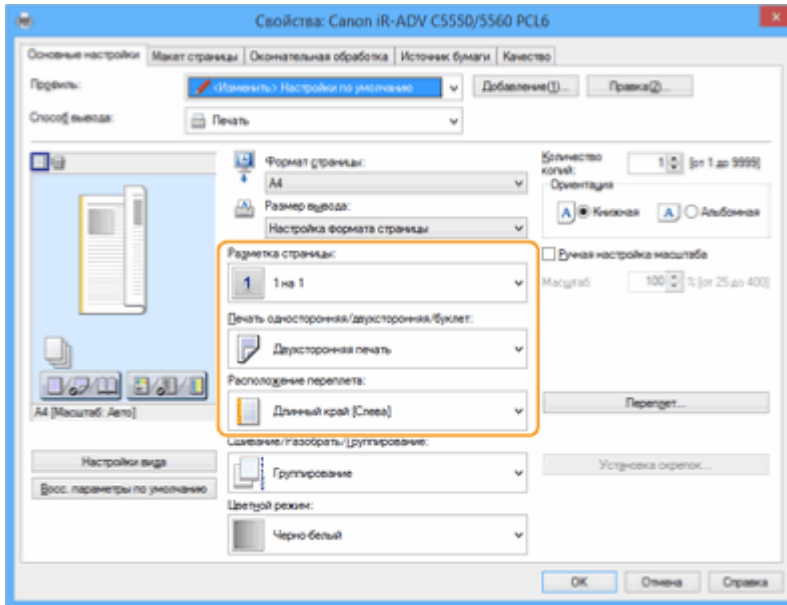 Свойства: Canon iR-ADV C5550/5560 PCL6
Основные настройки Макет страницы Окончательная обработка Источник бумаги Качество
Профиль: <Изменить> Настройки по умолчанию Добавление(1)... Правка(2)...
Способ вывода: Печать
Формат страницы:
A4
Размер вывода:
Настройка формата страницы
Количество копий: 1 [от 1 до 9999]
Ориентация
A Книжная A Альбомная
Разметка страницы:
1 1 на 1
Ручная настройка масштаба
Масштаб: 100 % [от 25 до 400]
Печать односторонняя/двухсторонняя/буклет:
Двухсторонняя печать
Расположение переплета:
Длинный край [Слева]
Переплет...
A4 [Масштаб: Авто]
Сшивание/Разобрать/Группирование:
Группирование
Установка скрепок...
Настройки вида
Восс. параметры по умолчанию
Цветной режим:
Черно-белый
OK Отмена Справка